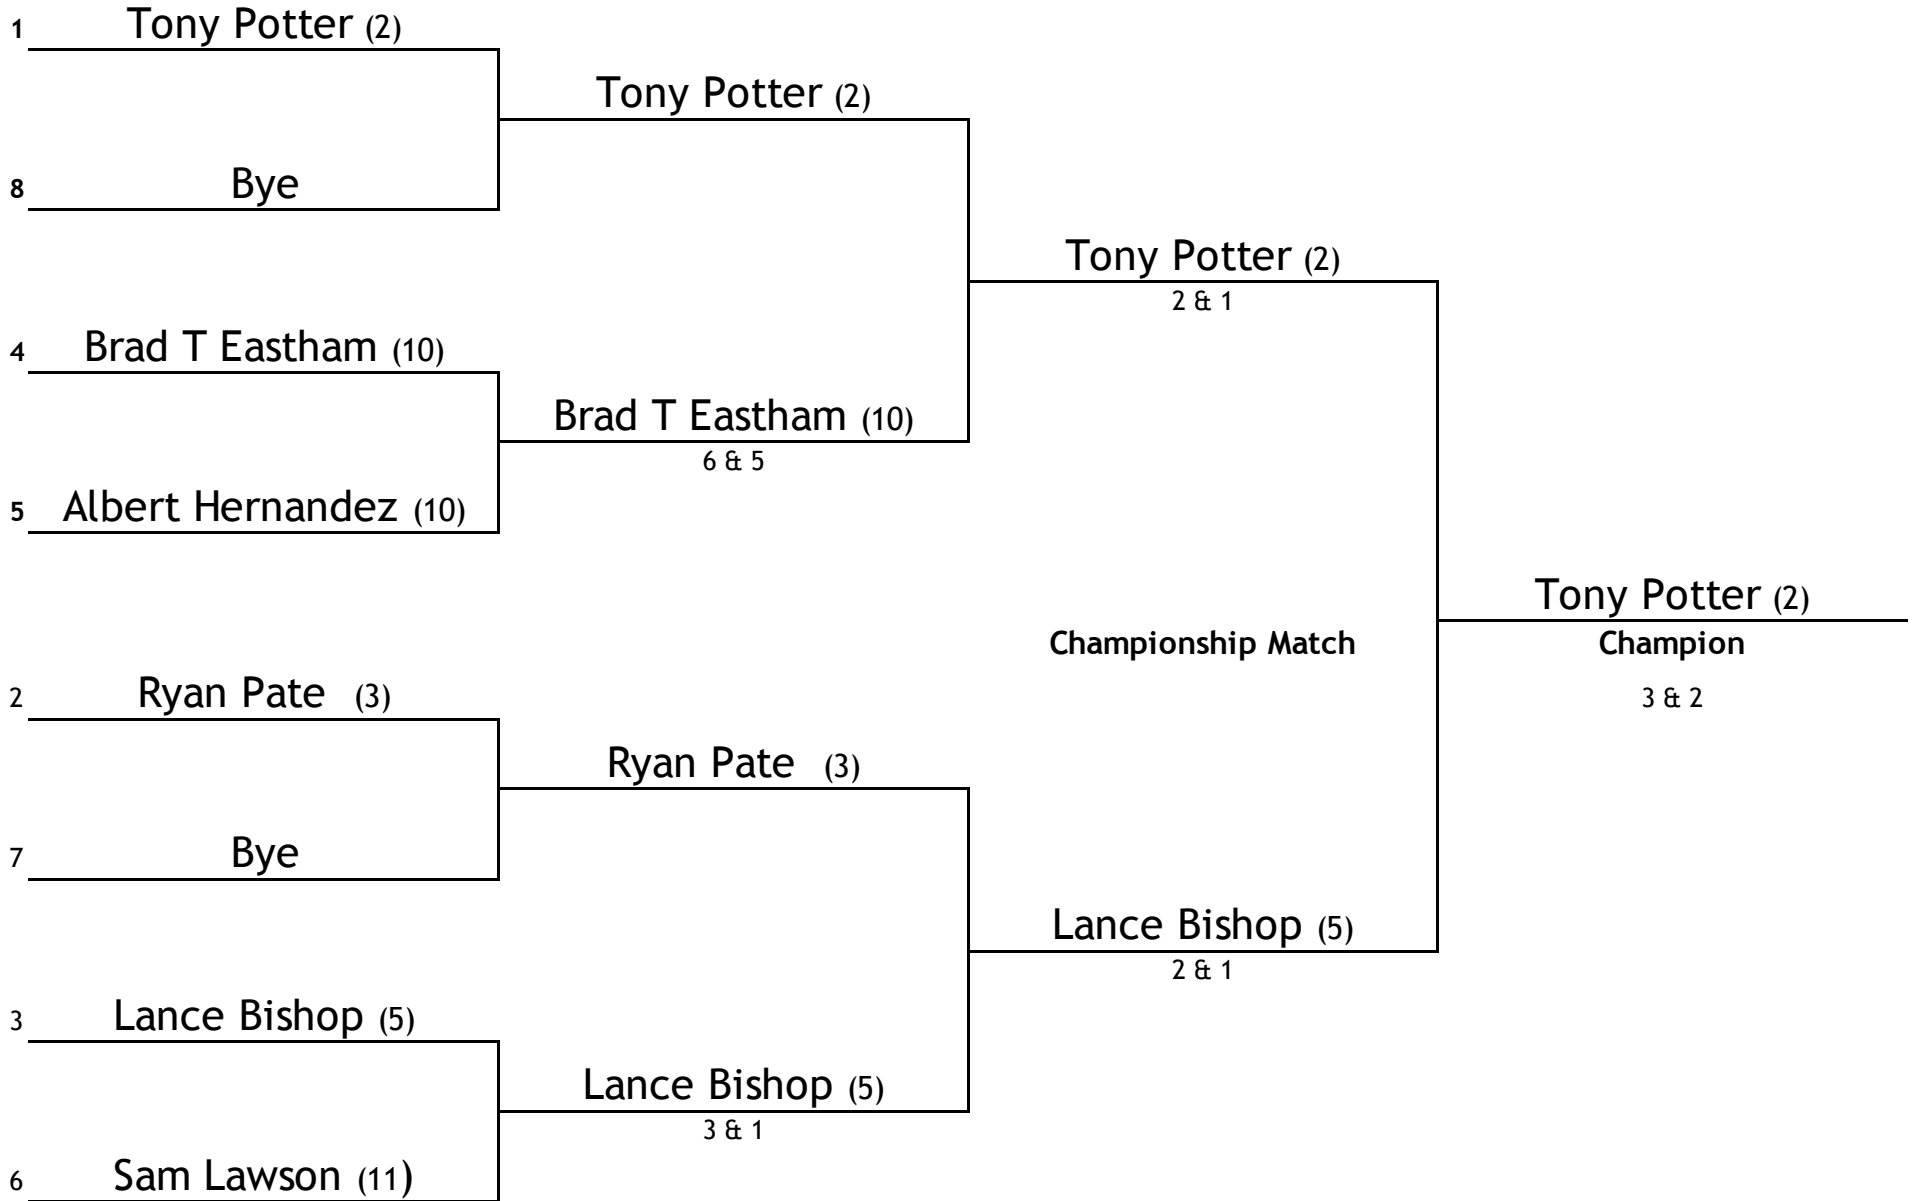 1 Tony Potter (2)
Tony Potter (2)
8 Bye
Tony Potter (2)
2 & 1
4 Brad T Eastham (10)
Brad T Eastham (10)
6 & 5
5 Albert Hernandez (10)
Tony Potter (2)
Championship Match
Champion
3 & 2
2 Ryan Pate (3)
Ryan Pate (3)
7 Bye
Lance Bishop (5)
2 & 1
3 Lance Bishop (5)
Lance Bishop (5)
3 & 1
6 Sam Lawson (11)